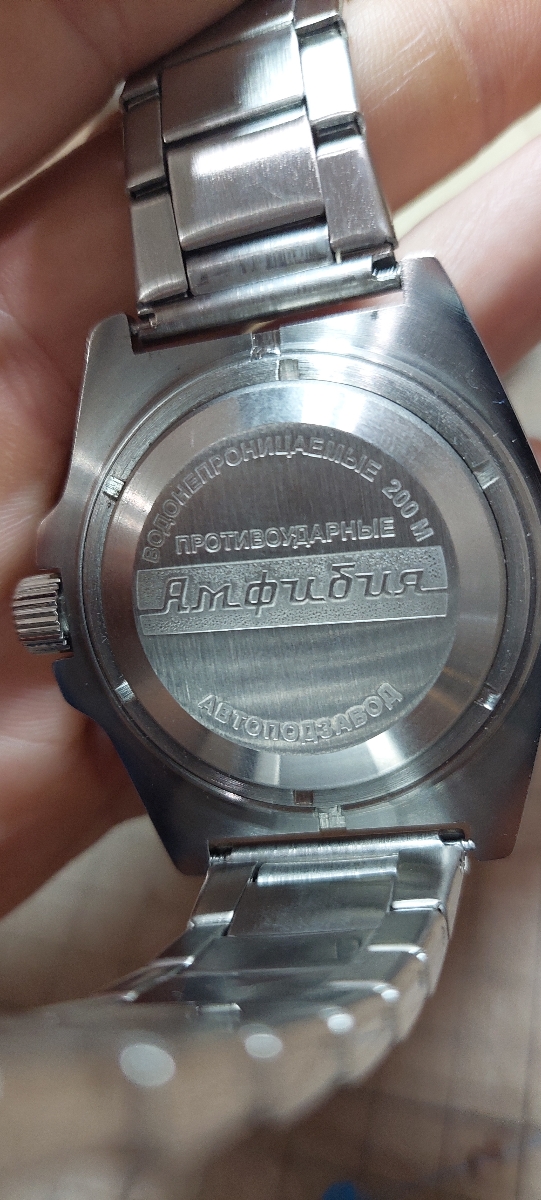 ВОДОНЕПРОНИЦАЕМЫЕ 200 М
ПРОТИВОУДАРНЫЕ
Амфибия
АВТОПОДЗАВОД